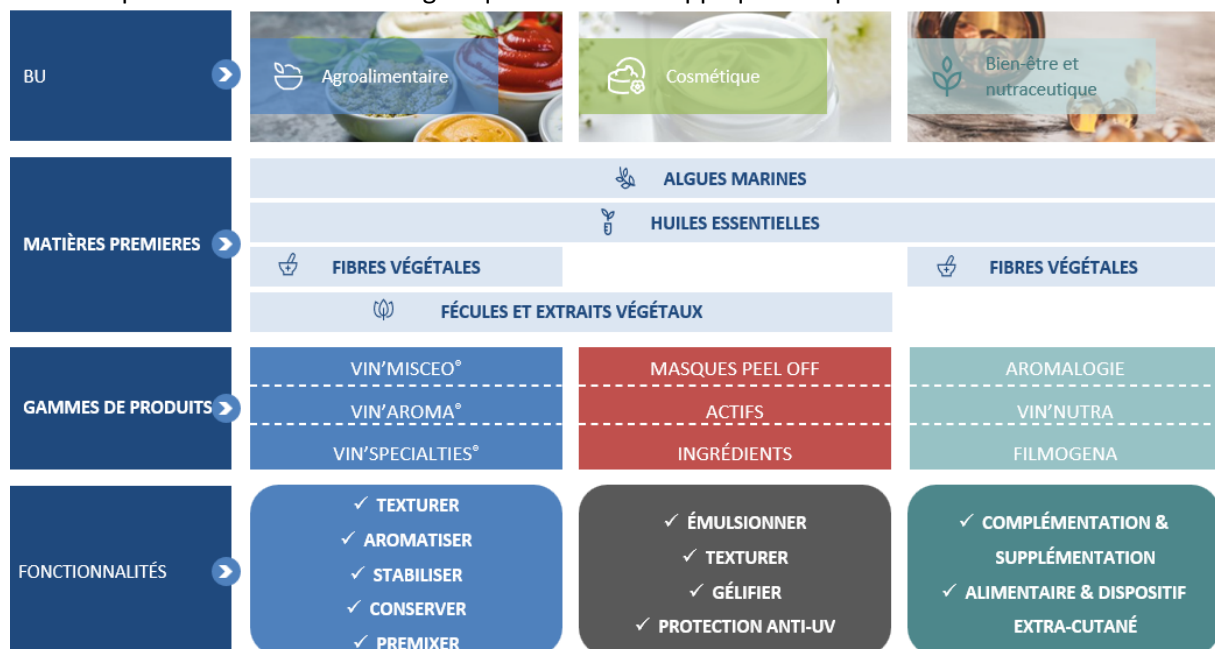 BU
Agroalimentaire
Cosmétique
Bien-être et
nutraceutique
MATIÈRES PREMIERES
ALGUES MARINES
HUILES ESSENTIELLES
FIBRES VÉGÉTALES
FIBRES VÉGÉTALES
FÉCULES ET EXTRAITS VÉGÉTAUX
GAMMES DE PRODUITS
VIN'MISCEO®
VIN'AROMA®
VIN'SPECIALTIES®
MASQUES PEEL OFF
ACTIFS
INGRÉDIENTS
AROMALOGIE
VIN'NUTRA
FILMOGENA
FONCTIONNALITÉS
✓ TEXTURER
✓ AROMATISER
✓ STABILISER
✓ CONSERVER
✓ PREMIXER
✓ ÉMULSIONNER
✓ TEXTURER
✓ GÉLIFIER
✓ PROTECTION ANTI-UV
✓ COMPLÉMENTATION &
SUPPLÉMENTATION
✓ ALIMENTAIRE & DISPOSITIF
EXTRA-CUTANÉ